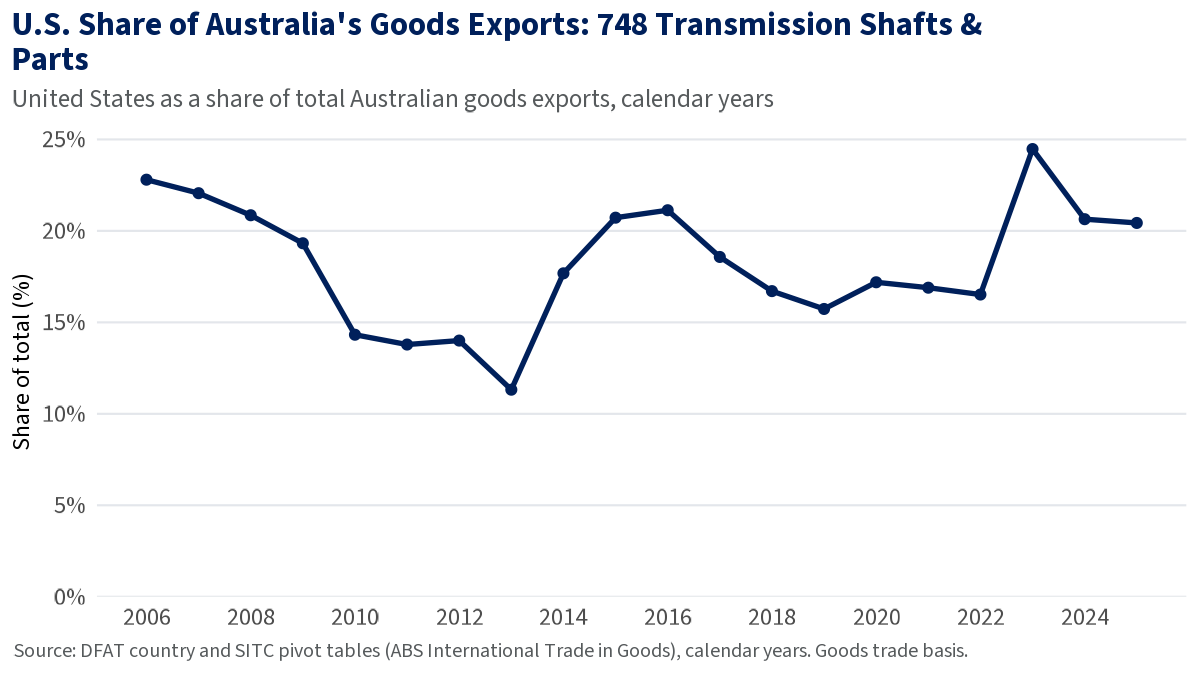 U.S. Share of Australia's Goods Exports: 748 Transmission Shafts &
Parts
United States as a share of total Australian goods exports, calendar years
Share of total (%)
25%
20%
15%
10%
5%
0%
2006 2008 2010 2012 2014 2016 2018 2020 2022 2024
Source: DFAT country and SITC pivot tables (ABS International Trade in Goods), calendar years. Goods trade basis.